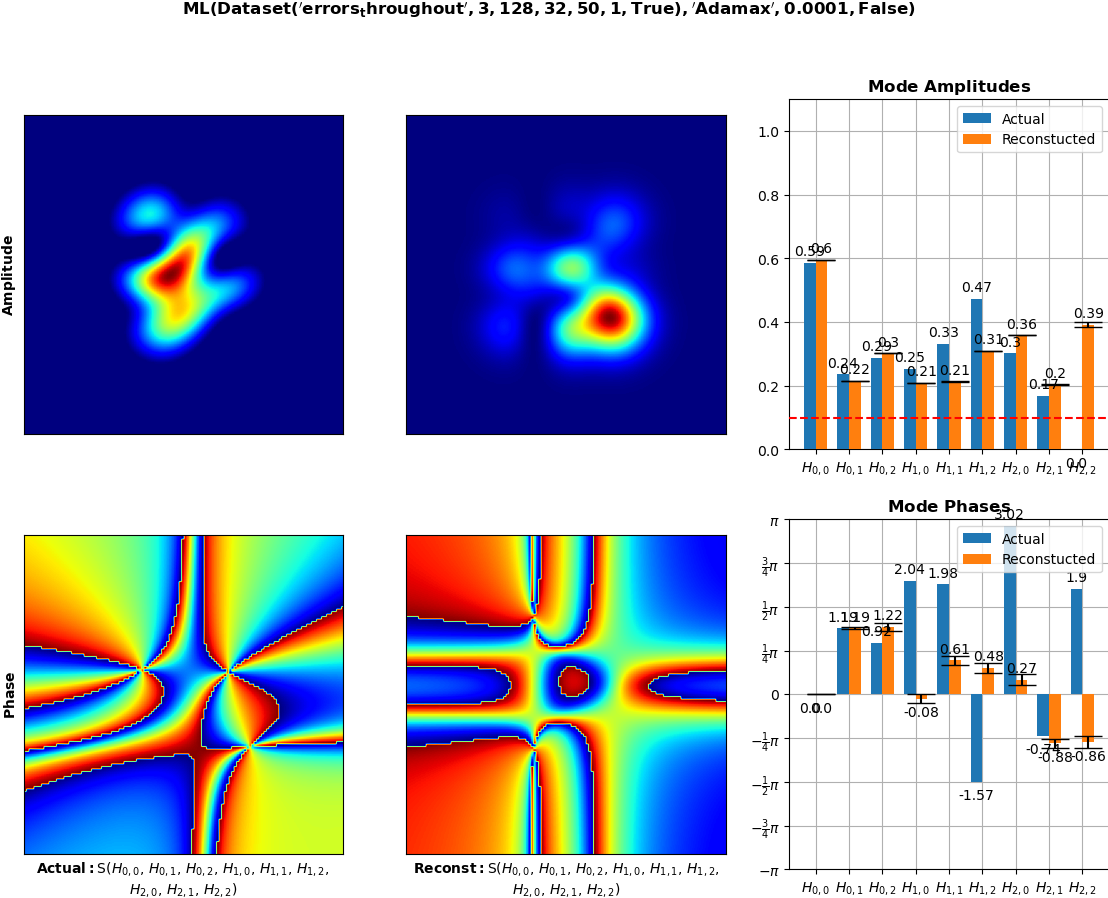 ML(Dataset('errors_throughout', 3, 128, 32, 50, 1, True), 'Adamax', 0.0001, False)
Amplitude
Mode Amplitudes
Actual
Reconstucted
1.0
0.8
0.6
0.4
0.2
0.0
0.59
0.6
0.24
0.22
0.29
0.3
0.25
0.21
0.33
0.21
0.47
0.31
0.3
0.36
0.17
0.2
0.0
0.39
H0,0 H0,1 H0,2 H1,0 H1,1 H1,2 H2,0 H2,1 H2,2
Phase
Actual: S(H0,0, H0,1, H0,2, H1,0, H1,1, H1,2,
H2,0, H2,1, H2,2)
Reconst: S(H0,0, H0,1, H0,2, H1,0, H1,1, H1,2,
H2,0, H2,1, H2,2)
Mode Phases
Actual
Reconstucted
π
3/4π
1/2π
1/4π
0
−1/4π
−1/2π
−3/4π
−π
0.0
0.0
1.19
1.19
0.92
1.22
2.04
-0.08
1.98
0.61
-1.57
0.48
3.02
0.27
-0.74
-0.88
1.9
-0.86
H0,0 H0,1 H0,2 H1,0 H1,1 H1,2 H2,0 H2,1 H2,2